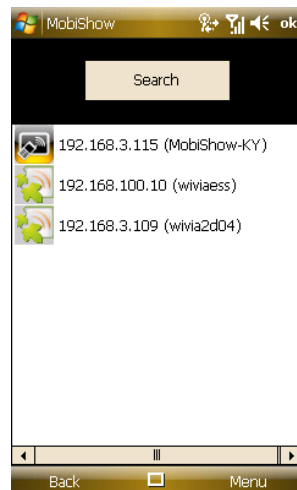 MobiShow ok
Search
192.168.3.115 (MobiShow-KY)
192.168.100.10 (wiviaess)
192.168.3.109 (wivia2d04)
Back Menu